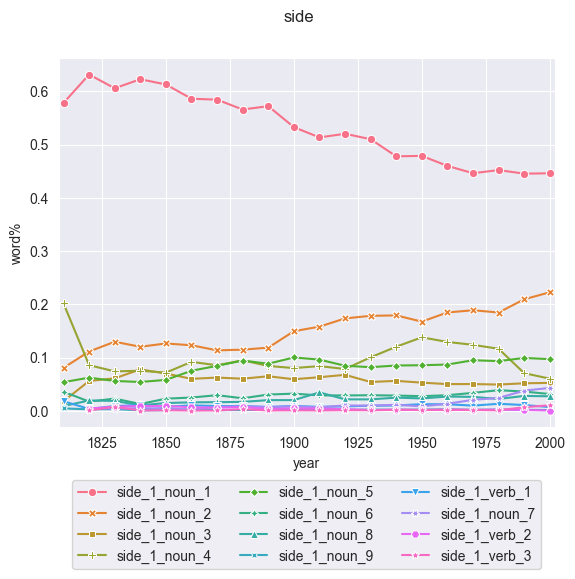 side
0.6
0.5
0.4
0.3
0.2
0.1
0.0
word%
1825 1850 1875 1900 1925 1950 1975 2000
year
side_1_noun_1 side_1_noun_5 side_1_verb_1
side_1_noun_2 side_1_noun_6 side_1_noun_7
side_1_noun_3 side_1_noun_8 side_1_verb_2
side_1_noun_4 side_1_noun_9 side_1_verb_3